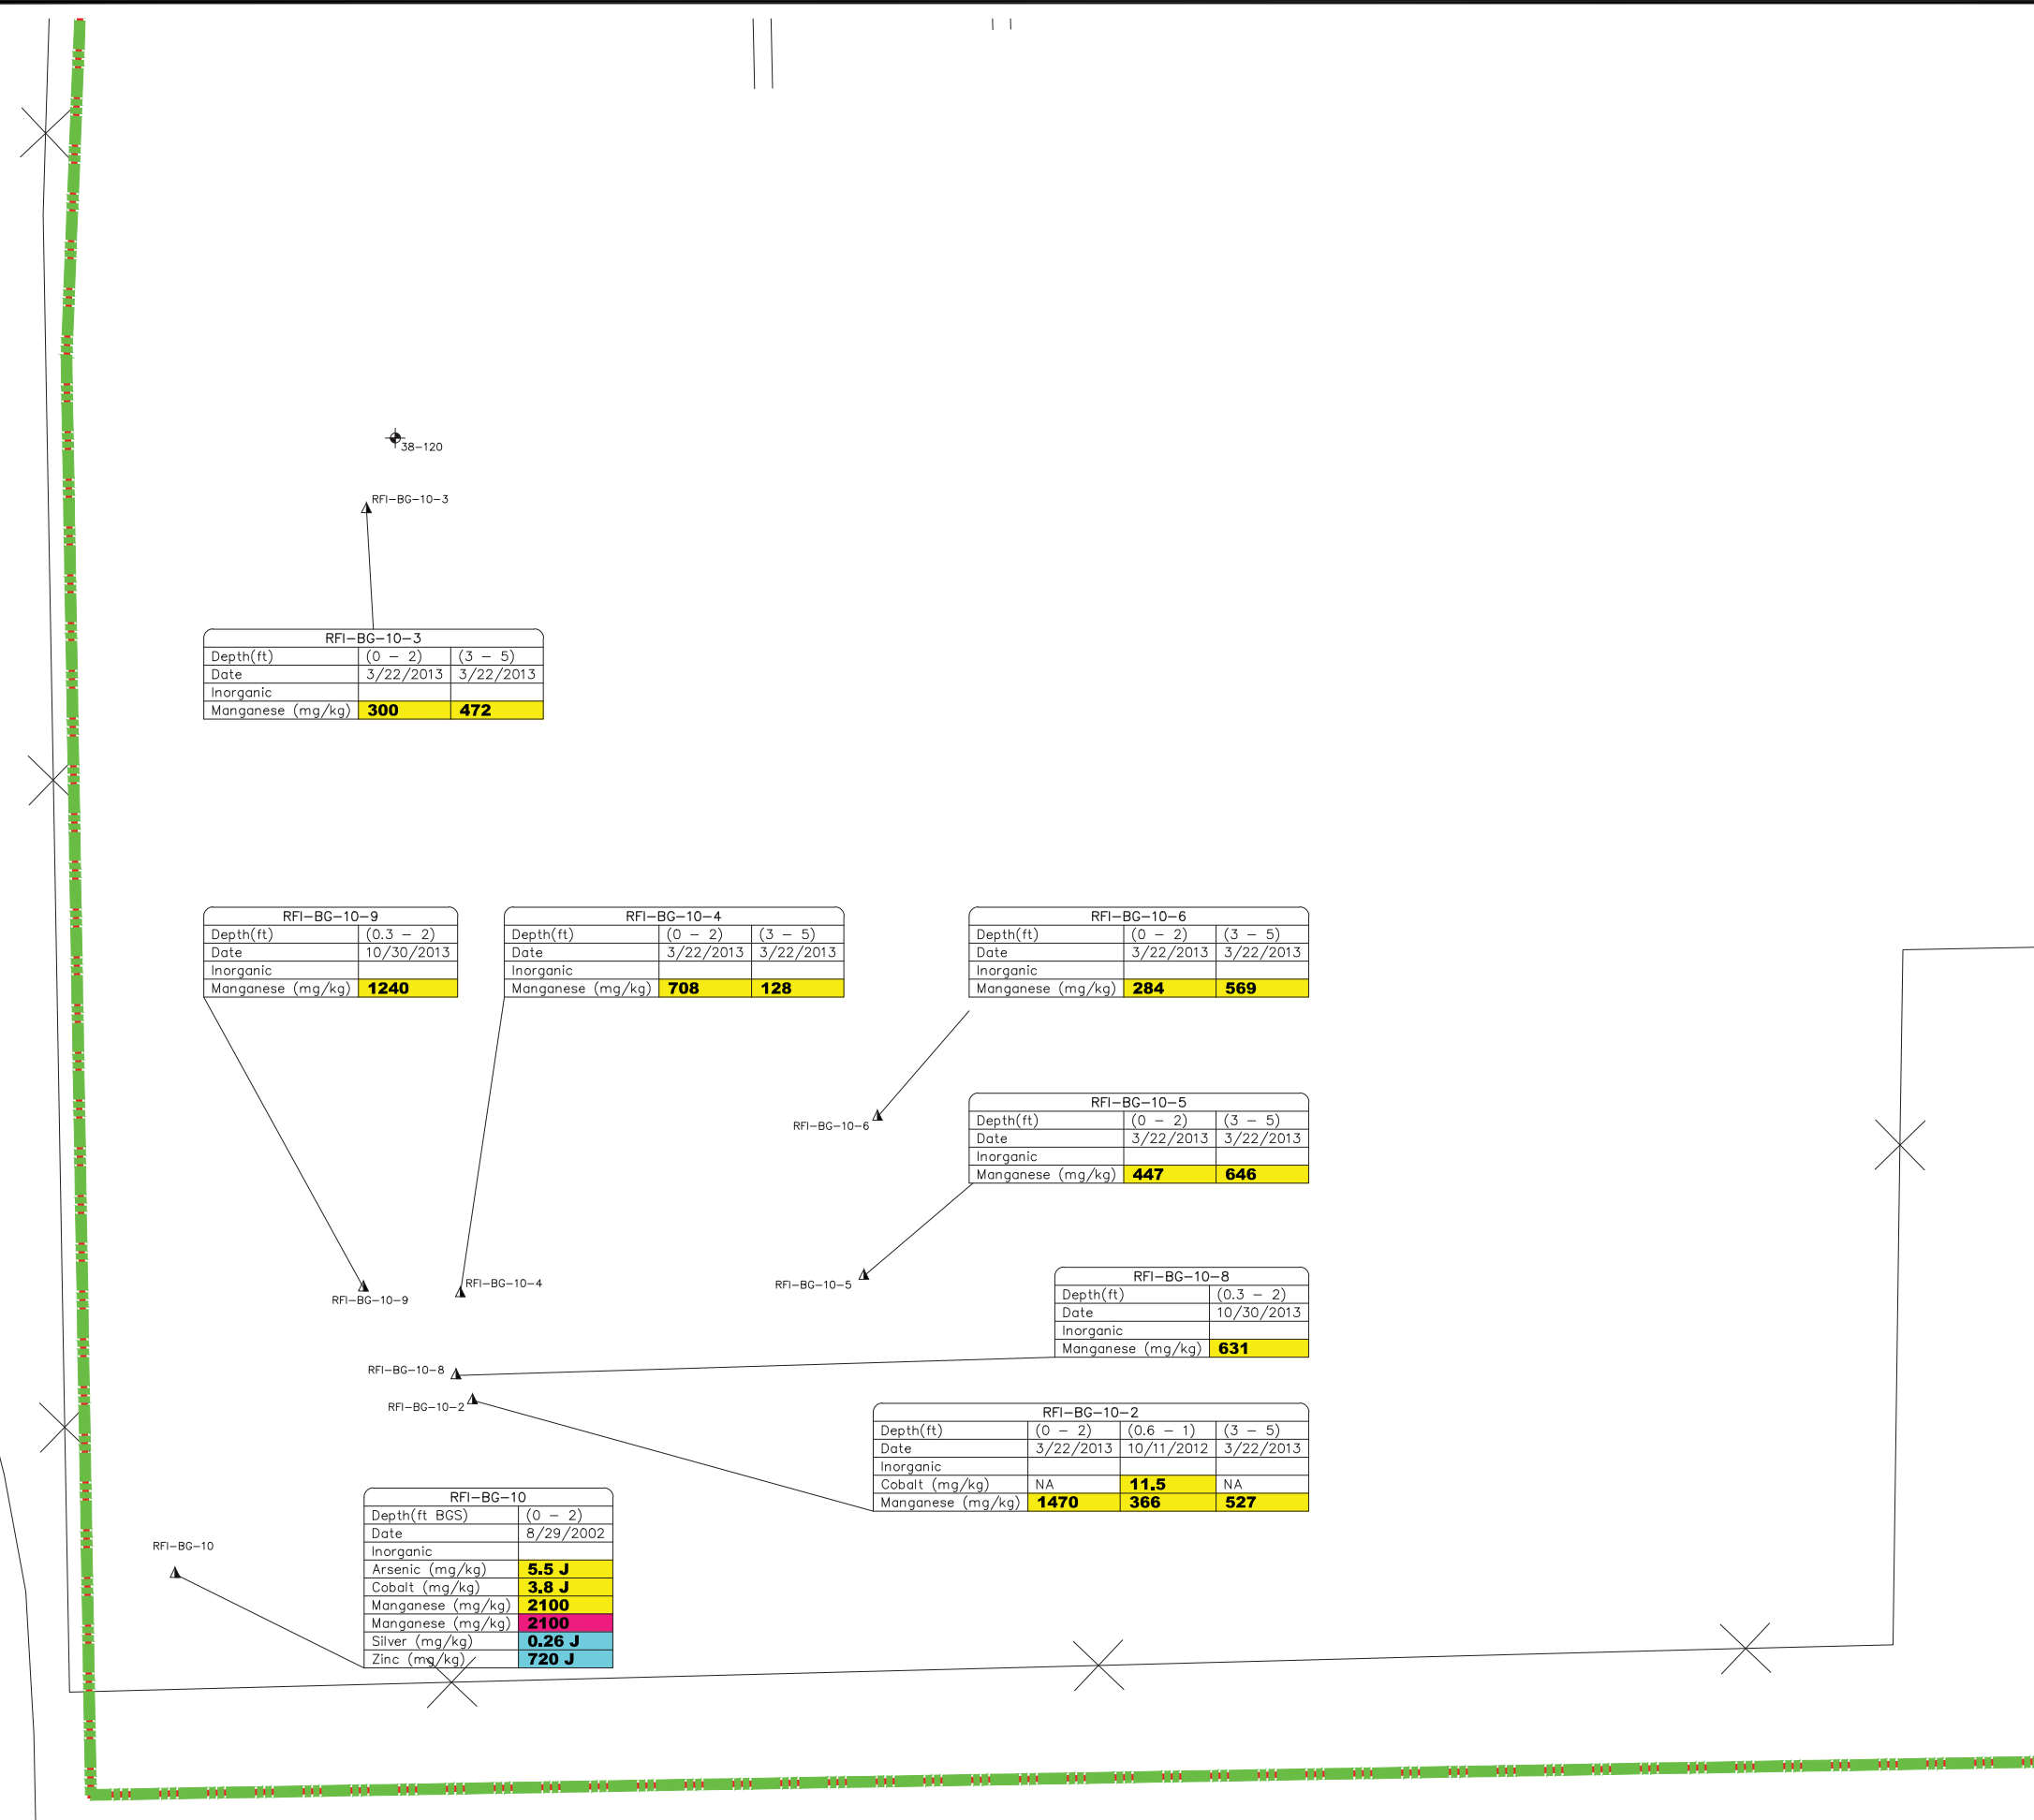 38-120
RFI-BG-10-3
RFI-BG-10-3
Depth(ft) (0 - 2) (3 - 5)
Date 3/22/2013 3/22/2013
Inorganic
Manganese (mg/kg) 300 472
RFI-BG-10-9
Depth(ft) (0.3 - 2)
Date 10/30/2013
Inorganic
Manganese (mg/kg) 1240
RFI-BG-10-4
Depth(ft) (0 - 2) (3 - 5)
Date 3/22/2013 3/22/2013
Inorganic
Manganese (mg/kg) 708 128
RFI-BG-10-6
Depth(ft) (0 - 2) (3 - 5)
Date 3/22/2013 3/22/2013
Inorganic
Manganese (mg/kg) 284 569
RFI-BG-10-6
RFI-BG-10-5
Depth(ft) (0 - 2) (3 - 5)
Date 3/22/2013 3/22/2013
Inorganic
Manganese (mg/kg) 447 646
RFI-BG-10-5
RFI-BG-10-9
RFI-BG-10-4
RFI-BG-10-8
Depth(ft) (0.3 - 2)
Date 10/30/2013
Inorganic
Manganese (mg/kg) 631
RFI-BG-10-8
RFI-BG-10-2
RFI-BG-10-2
Depth(ft) (0 - 2) (0.6 - 1) (3 - 5)
Date 3/22/2013 10/11/2012 3/22/2013
Inorganic
Cobalt (mg/kg) NA 11.5 NA
Manganese (mg/kg) 1470 366 527
RFI-BG-10
RFI-BG-10
Depth(ft BGS) (0 - 2)
Date 8/29/2002
Inorganic
Arsenic (mg/kg) 5.5 J
Cobalt (mg/kg) 3.8 J
Manganese (mg/kg) 2100
Manganese (mg/kg) 2100
Silver (mg/kg) 0.26 J
Zinc (mg/kg) 720 J